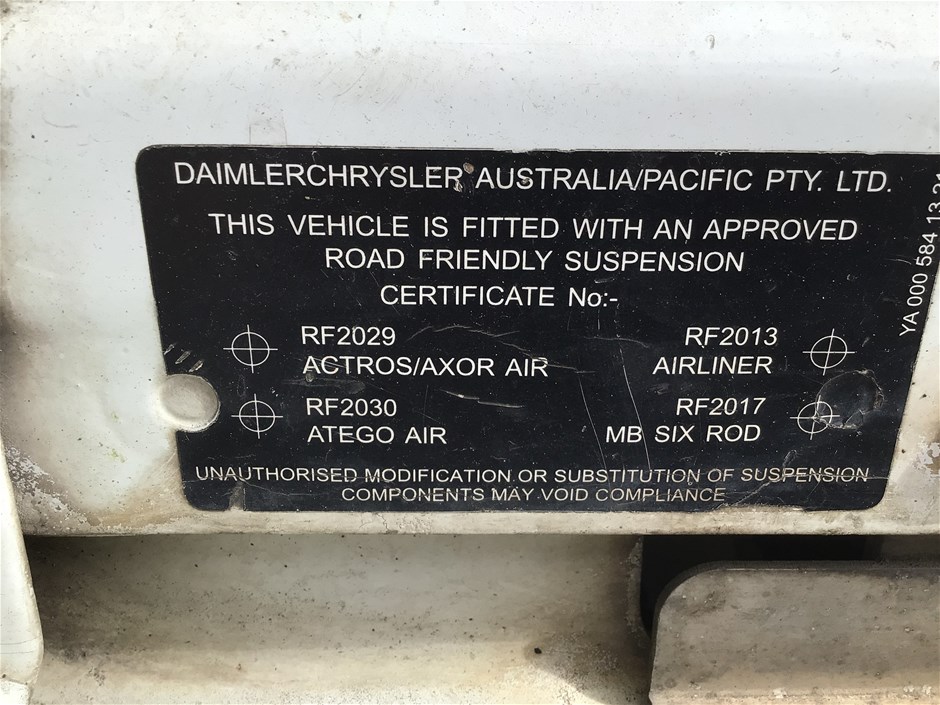 DAIMLERCHRYSLER AUSTRALIA/PACIFIC PTY. LTD.
THIS VEHICLE IS FITTED WITH AN APPROVED
ROAD FRIENDLY SUSPENSION
CERTIFICATE No:-
RF2029
ACTROS/AXOR AIR
RF2013
AIRLINER
RF2030
ATEGO AIR
RF2017
MB SIX ROD
UNAUTHORISED MODIFICATION OR SUBSTITUTION OF SUSPENSION
COMPONENTS MAY VOID COMPLIANCE
YA 000 584 13 21